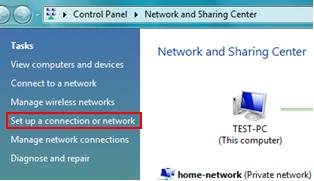 Control Panel ▸ Network and Sharing Center
Tasks
View computers and devices
Connect to a network
Manage wireless networks
Set up a connection or network
Manage network connections
Diagnose and repair
Network and Sharing Center
TEST-PC
(This computer)
home-network (Private network)